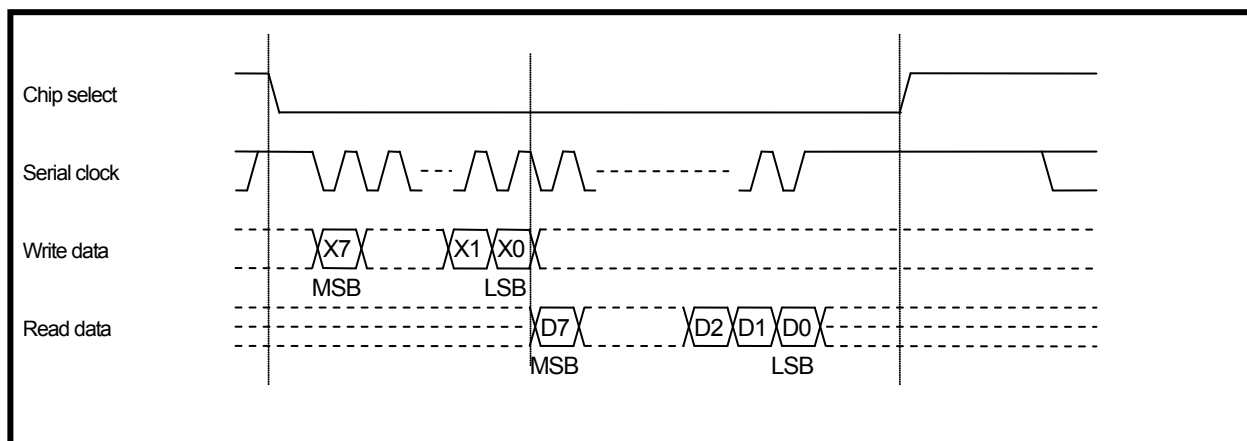 Chip select
Serial clock
Write data
X7 X1 X0
MSB LSB
Read data
D7 D2 D1 D0
MSB LSB